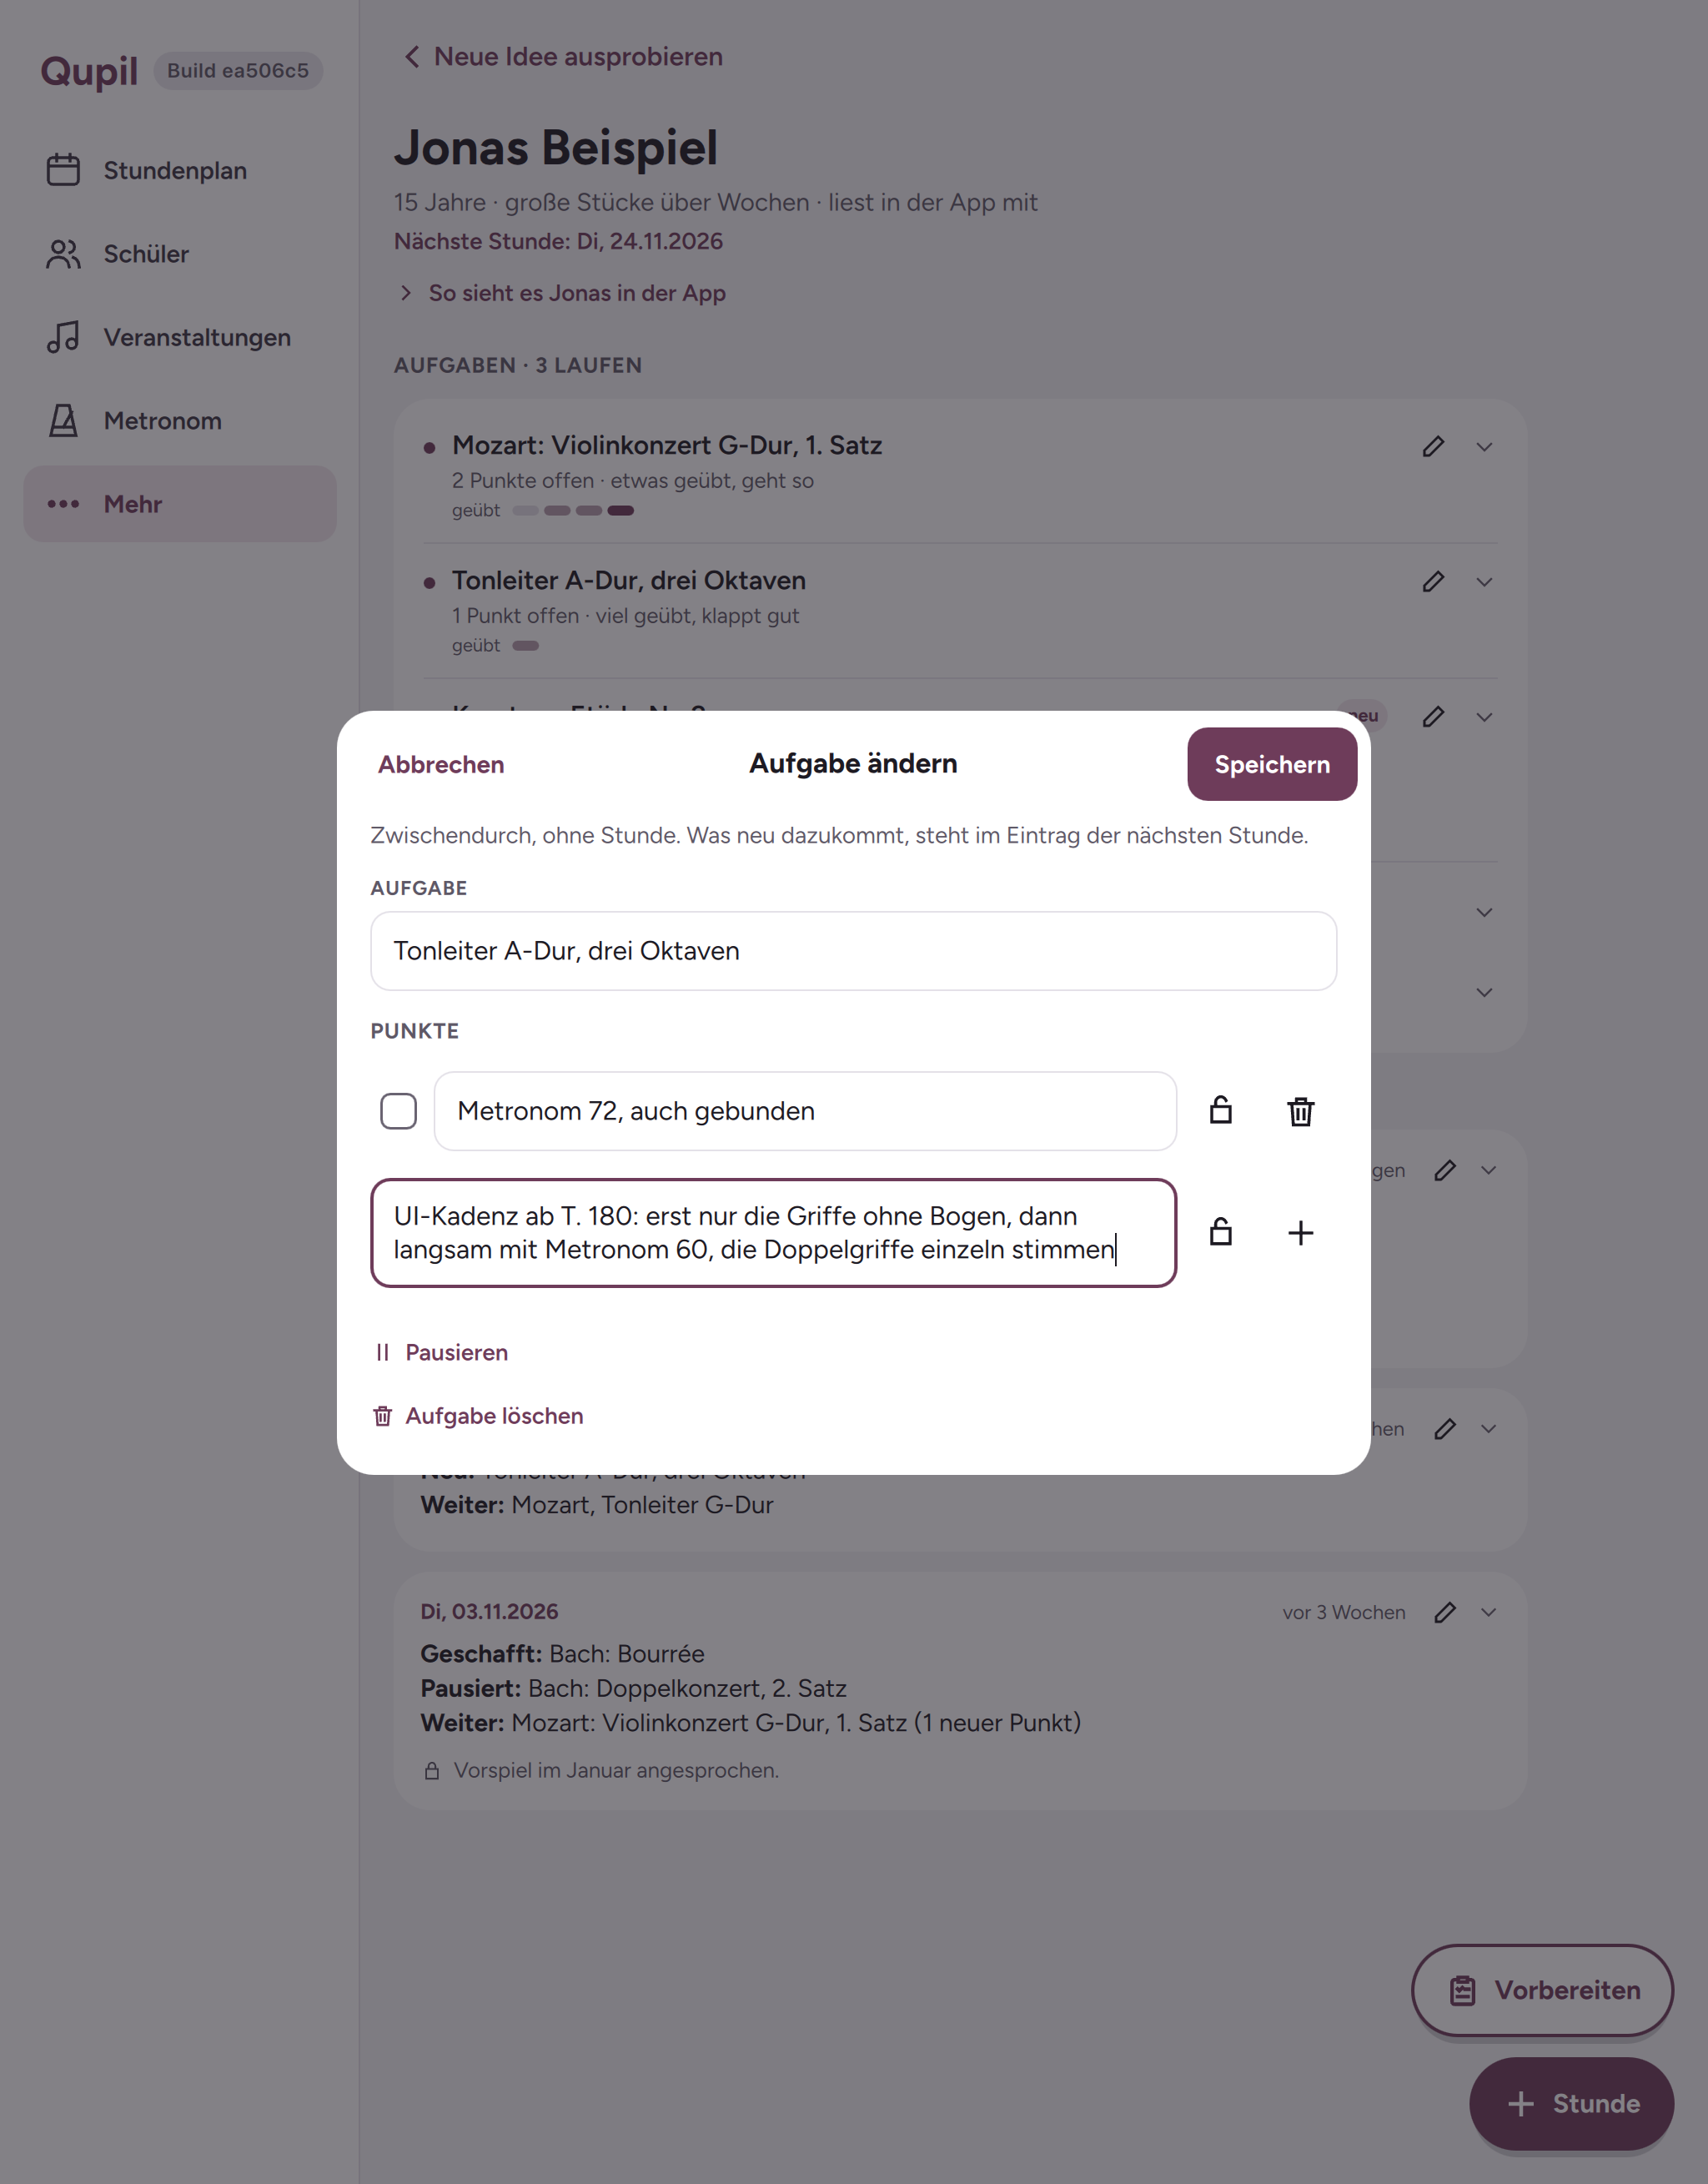 Qupil
Build ea506c5
Stundenplan
Schüler
Veranstaltungen
Metronom
Mehr
Neue Idee ausprobieren
Jonas Beispiel
15 Jahre · große Stücke über Wochen · liest in der App mit
Nächste Stunde: Di, 24.11.2026
So sieht es Jonas in der App
AUFGABEN · 3 LAUFEN
Mozart: Violinkonzert G-Dur, 1. Satz
2 Punkte offen · etwas geübt, geht so
geübt
Tonleiter A-Dur, drei Oktaven
1 Punkt offen · viel geübt, klappt gut
geübt
neu
Abbrechen
Aufgabe ändern
Speichern
Zwischendurch, ohne Stunde. Was neu dazukommt, steht im Eintrag der nächsten Stunde.
AUFGABE
Tonleiter A-Dur, drei Oktaven
PUNKTE
Metronom 72, auch gebunden
UI-Kadenz ab T. 180: erst nur die Griffe ohne Bogen, dann
langsam mit Metronom 60, die Doppelgriffe einzeln stimmen
Pausieren
Aufgabe löschen
Weiter: Mozart, Tonleiter G-Dur
Di, 03.11.2026
vor 3 Wochen
Geschafft: Bach: Bourrée
Pausiert: Bach: Doppelkonzert, 2. Satz
Weiter: Mozart: Violinkonzert G-Dur, 1. Satz (1 neuer Punkt)
Vorspiel im Januar angesprochen.
Vorbereiten
Stunde